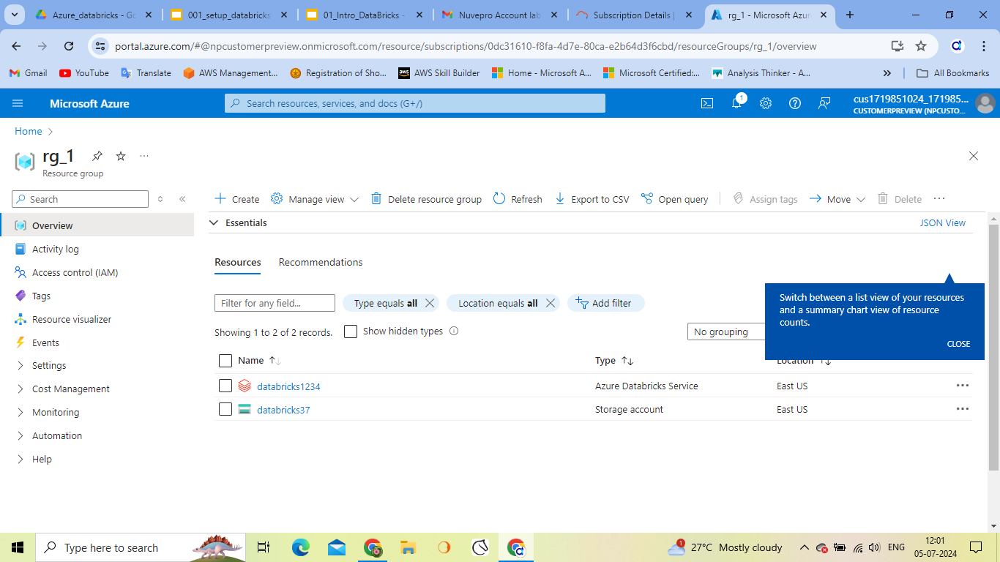 Azure_databricks - Go
001_setup_databricks
01_Intro_DataBricks -
Nuvepro Account lab
Subscription Details |
rg_1 - Microsoft Azur
portal.azure.com/#@npcustomerpreview.onmicrosoft.com/resource/subscriptions/0dc31610-f8fa-4d7e-80ca-e2b64d3f6cbd/resourceGroups/rg_1/overview
Gmail
YouTube
Translate
AWS Management...
Registration of Sho...
aws
AWS Skill Builder
Home - Microsoft A...
Microsoft Certified:...
Analysis Thinker - A...
All Bookmarks
Microsoft Azure
Search resources, services, and docs (G+/)
1
cus1719851024_171985...
CUSTOMERPREVIEW (NPCUSTO...
Home
rg_1
Resource group
Search
Create
Manage view
Delete resource group
Refresh
Export to CSV
Open query
Assign tags
Move
Delete
Overview
Activity log
Access control (IAM)
Tags
Resource visualizer
Events
Settings
Cost Management
Monitoring
Automation
Help
Essentials
JSON View
Resources
Recommendations
Filter for any field...
Type equals all
Location equals all
Add filter
Switch between a list view of your resources
and a summary chart view of resource
counts.
CLOSE
Showing 1 to 2 of 2 records.
Show hidden types
No grouping
Name
Type
Location
databricks1234
Azure Databricks Service
East US
databricks37
Storage account
East US
Type here to search
1
27°C Mostly cloudy
ENG
12:01
05-07-2024